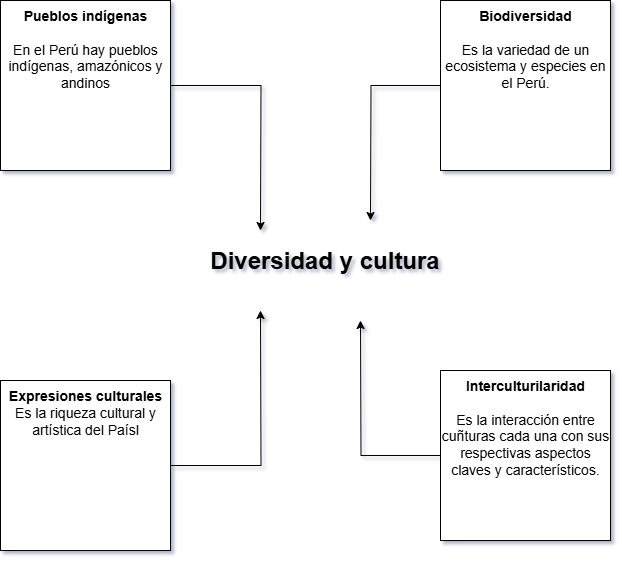 Pueblos indígenas
En el Perú hay pueblos
indígenas, amazónicos y
andinos
Biodiversidad
Es la variedad de un
ecosistema y especies en
el Perú.
Diversidad y cultura
Expresiones culturales
Es la riqueza cultural y
artística del PaísI
Interculturilaridad
Es la interacción entre
cuñturas cada una con sus
respectivas aspectos
claves y característicos.